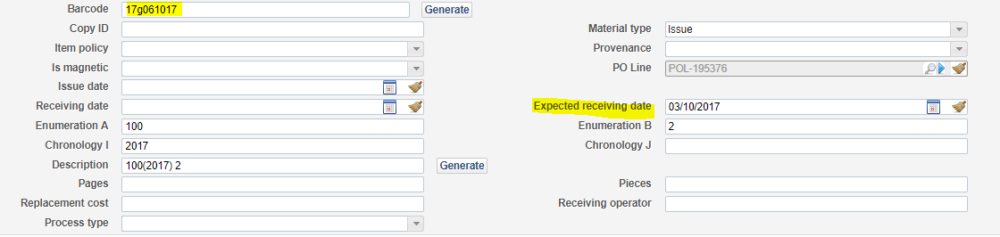 Barcode 17g061017 Generate
Copy ID Material type Issue
Item policy Provenance
Is magnetic PO Line POL-195376
Issue date
Receiving date Expected receiving date 03/10/2017
Enumeration A 100 Enumeration B 2
Chronology I 2017 Chronology J
Description 100(2017) 2 Generate
Pages Pieces
Replacement cost Receiving operator
Process type